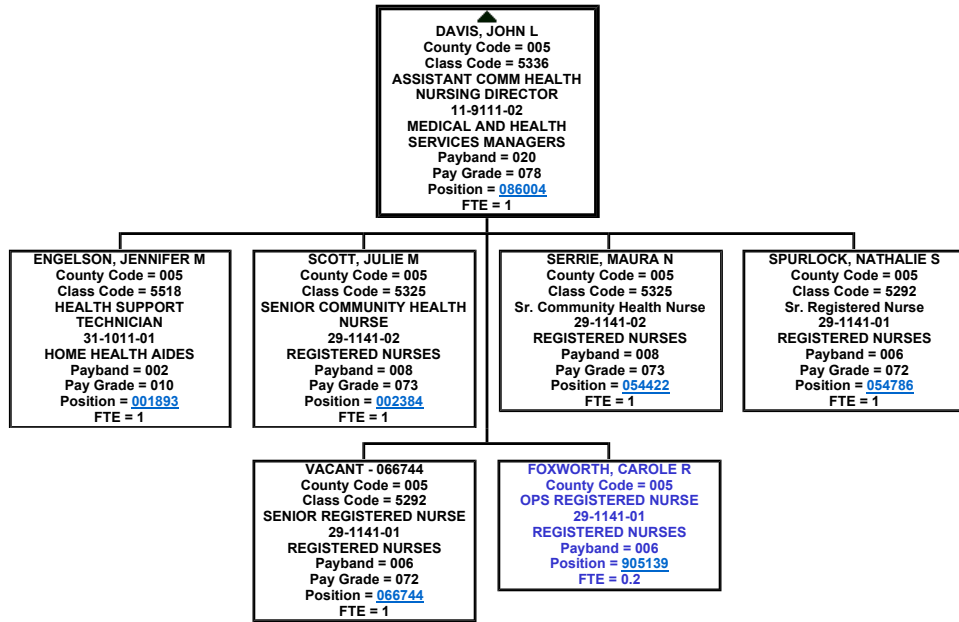 DAVIS, JOHN L
County Code = 005
Class Code = 5336
ASSISTANT COMM HEALTH
NURSING DIRECTOR
11-9111-02
MEDICAL AND HEALTH
SERVICES MANAGERS
Payband = 020
Pay Grade = 078
Position = 086004
FTE = 1
ENGELSON, JENNIFER M
County Code = 005
Class Code = 5518
HEALTH SUPPORT
TECHNICIAN
31-1011-01
HOME HEALTH AIDES
Payband = 002
Pay Grade = 010
Position = 001893
FTE = 1
SCOTT, JULIE M
County Code = 005
Class Code = 5325
SENIOR COMMUNITY HEALTH
NURSE
29-1141-02
REGISTERED NURSES
Payband = 008
Pay Grade = 073
Position = 002384
FTE = 1
SERRIE, MAURA N
County Code = 005
Class Code = 5325
Sr. Community Health Nurse
29-1141-02
REGISTERED NURSES
Payband = 008
Pay Grade = 073
Position = 054422
FTE = 1
SPURLOCK, NATHALIE S
County Code = 005
Class Code = 5292
Sr. Registered Nurse
29-1141-01
REGISTERED NURSES
Payband = 006
Pay Grade = 072
Position = 054786
FTE = 1
VACANT - 066744
County Code = 005
Class Code = 5292
SENIOR REGISTERED NURSE
29-1141-01
REGISTERED NURSES
Payband = 006
Pay Grade = 072
Position = 066744
FTE = 1
FOXWORTH, CAROLE R
County Code = 005
OPS REGISTERED NURSE
29-1141-01
REGISTERED NURSES
Payband = 006
Position = 905139
FTE = 0.2